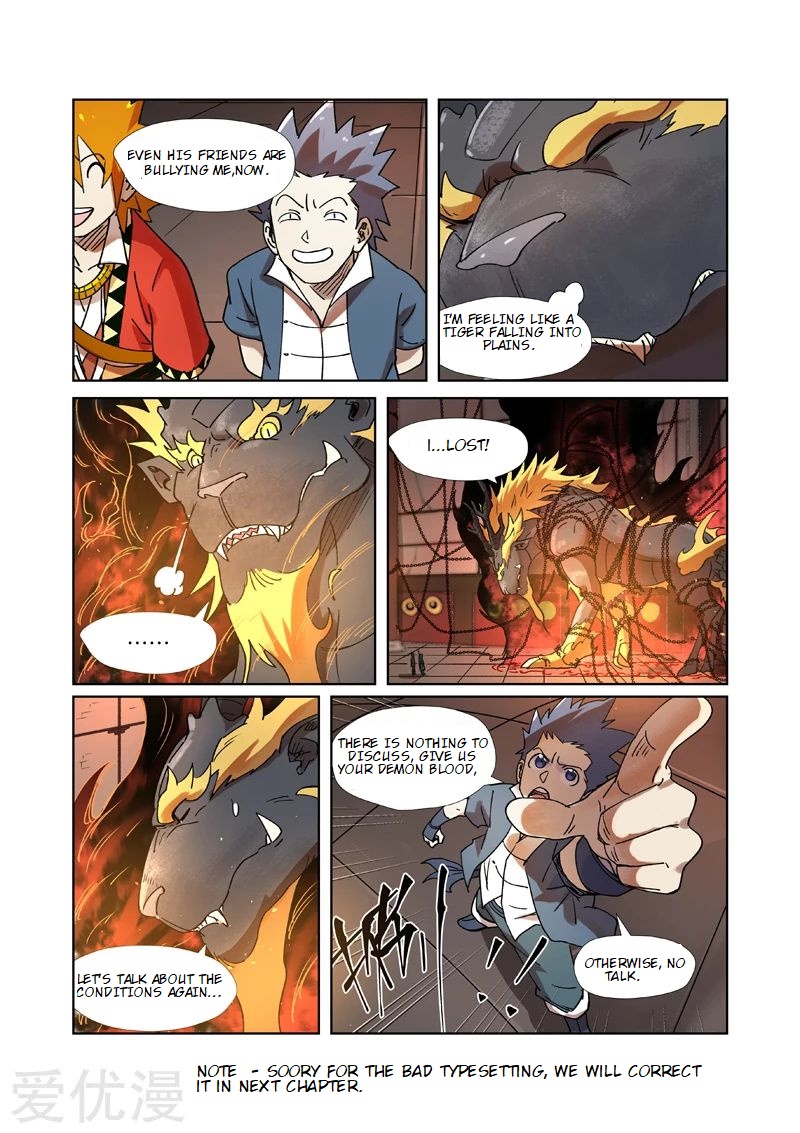 EVEN HIS FRIENDS ARE
BULLYING ME,NOW.
I'M FEELING LIKE A
TIGER FALLING INTO
PLAINS.
......
I...LOST!
LET'S TALK ABOUT THE
CONDITIONS AGAIN...
THERE IS NOTHING TO
DISCUSS, GIVE US
YOUR DEMON BLOOD,
OTHERWISE, NO
TALK.
NOTE - SOORY FOR THE BAD TYPESETTING, WE WILL CORRECT
IT IN NEXT CHAPTER.
爱优漫